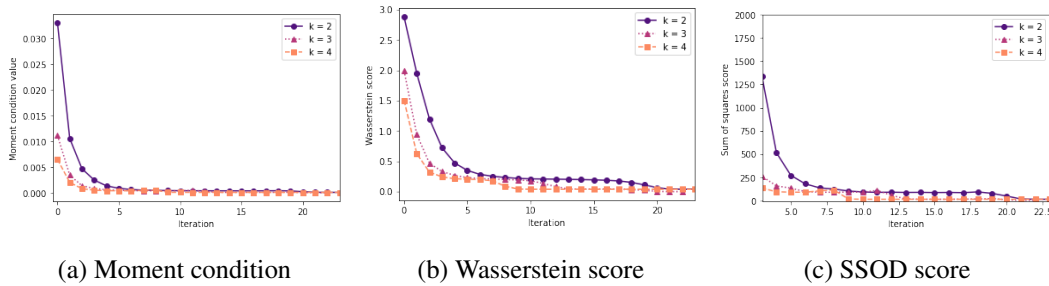 Moment condition value
0.030
0.025
0.020
0.015
0.010
0.005
0.000
0 5 10 15 20
Iteration
k = 2
k = 3
k = 4
(a) Moment condition
Wasserstein score
3.0
2.5
2.0
1.5
1.0
0.5
0.0
0 5 10 15 20
Iteration
k = 2
k = 3
k = 4
(b) Wasserstein score
Sum of squares score
2000
1750
1500
1250
1000
750
500
250
0
5.0 7.5 10.0 12.5 15.0 17.5 20.0 22.5
Iteration
k = 2
k = 3
k = 4
(c) SSOD score